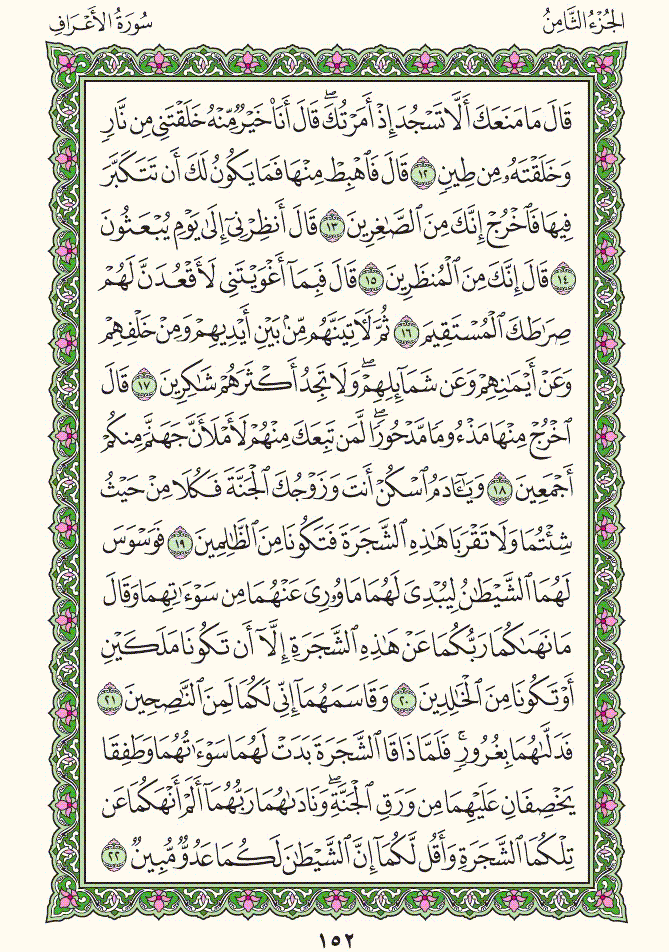 الجُزْءُ الثَّامِنُ
سُورَةُ الأَعْرَافِ
قَالَ مَا مَنَعَكَ أَلَّا تَسْجُدَ إِذْ أَمَرْتُكَ ۖ قَالَ أَنَا۠ خَيْرٌ مِّنْهُ خَلَقْتَنِى مِن نَّارٍ
وَخَلَقْتَهُۥ مِن طِينٍ ١٢ قَالَ فَٱهْبِطْ مِنْهَا فَمَا يَكُونُ لَكَ أَن تَتَكَبَّرَ
فِيهَا فَٱخْرُجْ إِنَّكَ مِنَ ٱلصَّـٰغِرِينَ ١٣ قَالَ أَنظِرْنِىٓ إِلَىٰ يَوْمِ يُبْعَثُونَ
١٤ قَالَ إِنَّكَ مِنَ ٱلْمُنظَرِينَ ١٥ قَالَ فَبِمَآ أَغْوَيْتَنِى لَأَقْعُدَنَّ لَهُمْ
صِرَٰطَكَ ٱلْمُسْتَقِيمَ ١٦ ثُمَّ لَـَٔاتِيَنَّهُم مِّنۢ بَيْنِ أَيْدِيهِمْ وَمِنْ خَلْفِهِمْ
وَعَنْ أَيْمَـٰنِهِمْ وَعَن شَمَآئِلِهِمْ ۖ وَلَا تَجِدُ أَكْثَرَهُمْ شَـٰكِرِينَ ١٧ قَالَ
ٱخْرُجْ مِنْهَا مَذْءُومًا مَّدْحُورًا ۖ لَّمَن تَبِعَكَ مِنْهُمْ لَأَمْلَأَنَّ جَهَنَّمَ مِنكُمْ
أَجْمَعِينَ ١٨ وَيَـٰٓـَٔادَمُ ٱسْكُنْ أَنتَ وَزَوْجُكَ ٱلْجَنَّةَ فَكُلَا مِنْ حَيْثُ
شِئْتُمَا وَلَا تَقْرَبَا هَـٰذِهِ ٱلشَّجَرَةَ فَتَكُونَا مِنَ ٱلظَّـٰلِمِينَ ١٩ فَوَسْوَسَ
لَهُمَا ٱلشَّيْطَـٰنُ لِيُبْدِىَ لَهُمَا مَا وُۥرِىَ عَنْهُمَا مِن سَوْءَٰتِهِمَا وَقَالَ
مَا نَهَىٰكُمَا رَبُّكُمَا عَنْ هَـٰذِهِ ٱلشَّجَرَةِ إِلَّآ أَن تَكُونَا مَلَكَيْنِ
أَوْ تَكُونَا مِنَ ٱلْخَـٰلِدِينَ ٢٠ وَقَاسَمَهُمَآ إِنِّى لَكُمَا لَمِنَ ٱلنَّـٰصِحِينَ ٢١
فَدَلَّىٰهُمَا بِغُرُورٍ ۚ فَلَمَّا ذَاقَا ٱلشَّجَرَةَ بَدَتْ لَهُمَا سَوْءَٰتُهُمَا وَطَفِقَا
يَخْصِفَانِ عَلَيْهِمَا مِن وَرَقِ ٱلْجَنَّةِ ۖ وَنَادَىٰهُمَا رَبُّهُمَآ أَلَمْ أَنْهَكُمَا عَن
تِلْكُمَا ٱلشَّجَرَةِ وَأَقُل لَّكُمَآ إِنَّ ٱلشَّيْطَـٰنَ لَكُمَا عَدُوٌّ مُّبِينٌ ٢٢
١٥٢